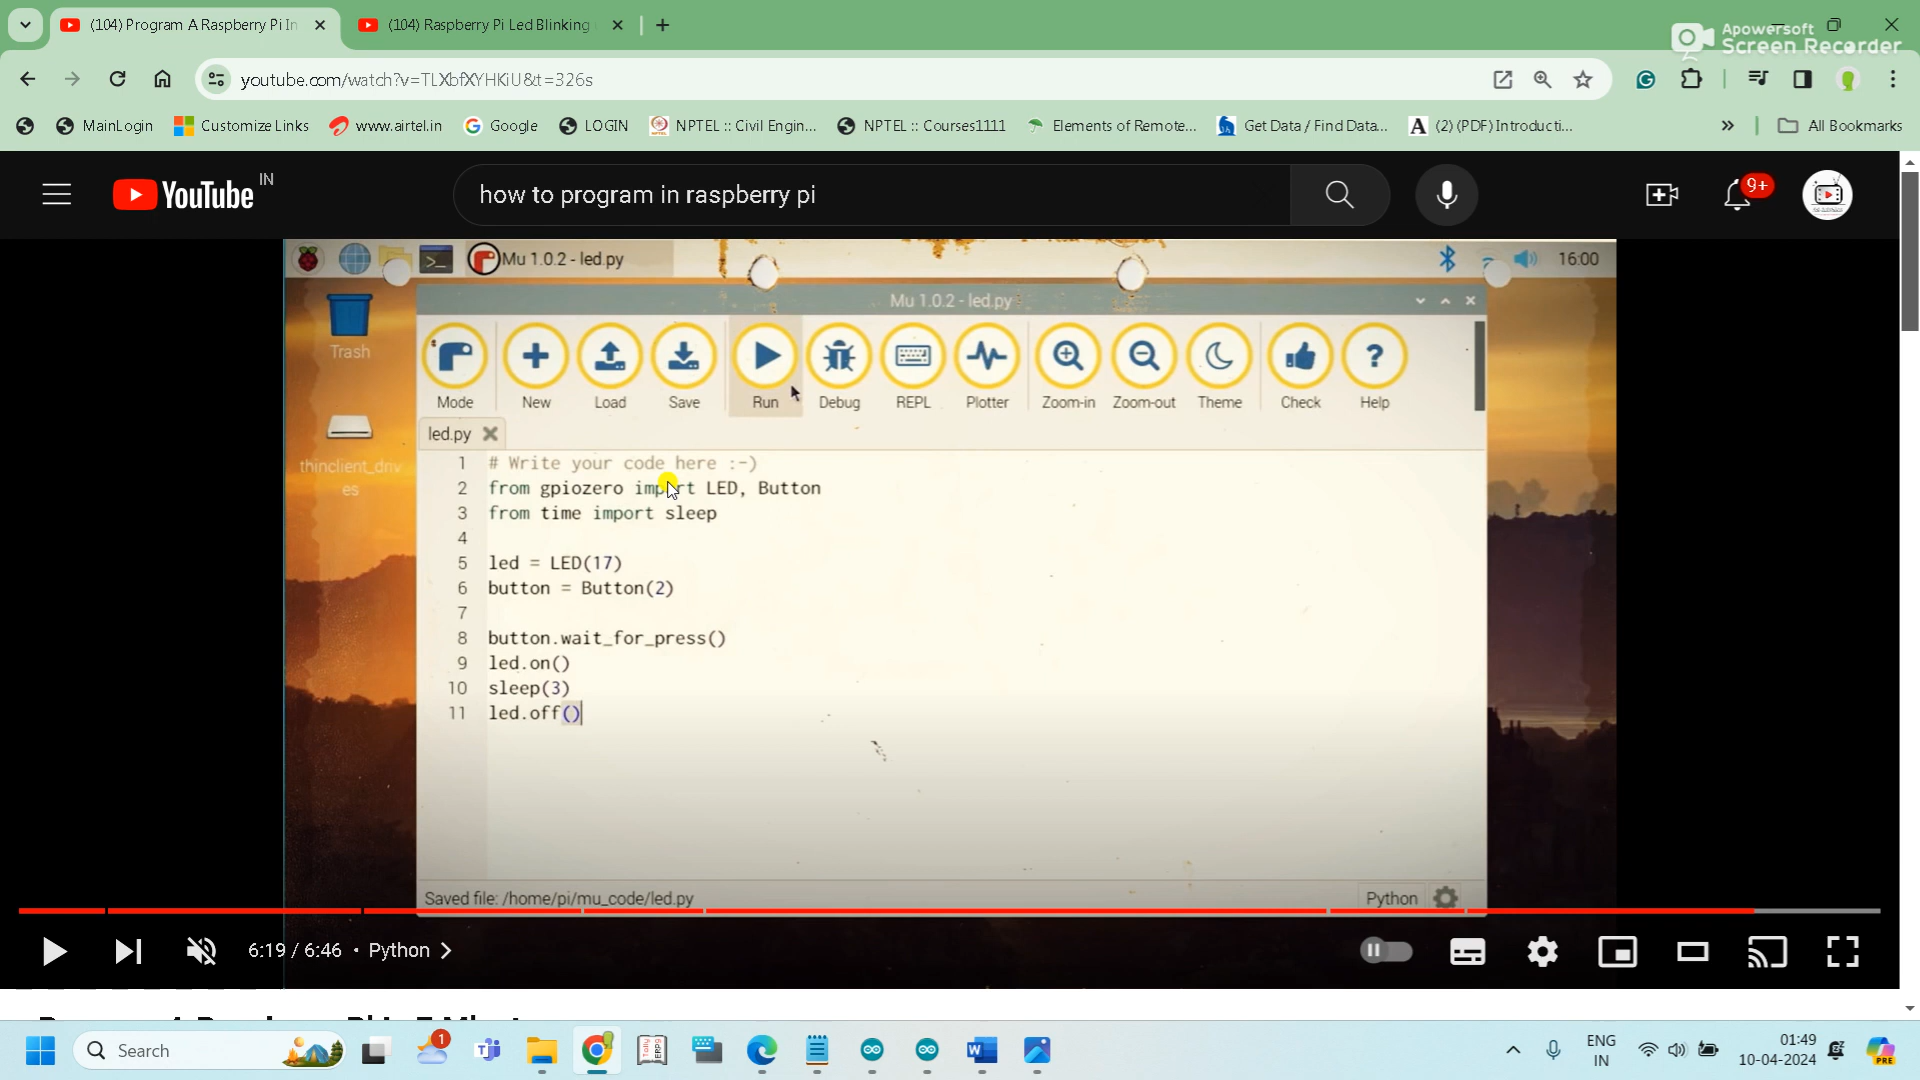 (104) Program A Raspberry Pi In
(104) Raspberry Pi Led Blinking
Apowersoft
Screen Recorder
youtube.com/watch?v=TLXbfXYHKiU&t=326s
MainLogin
Customize Links
www.airtel.in
Google
LOGIN
NPTEL :: Civil Engin...
NPTEL :: Courses1111
Elements of Remote...
Get Data / Find Data...
(2) (PDF) Introducti...
All Bookmarks
YouTube IN
how to program in raspberry pi
9+
Mu 1.0.2 - led.py
16:00
Mu 1.0.2 - led.py
Trash
Mode
New
Load
Save
Run
Debug
REPL
Plotter
Zoom-in
Zoom-out
Theme
Check
Help
led.py
thinclient_driv
es
1 # Write your code here :-)
2 from gpiozero import LED, Button
3 from time import sleep
4
5 led = LED(17)
6 button = Button(2)
7
8 button.wait_for_press()
9 led.on()
10 sleep(3)
11 led.off()
Saved file: /home/pi/mu_code/led.py
Python
6:19 / 6:46 • Python
Search
1
ENG
IN
01:49
10-04-2024
PRE